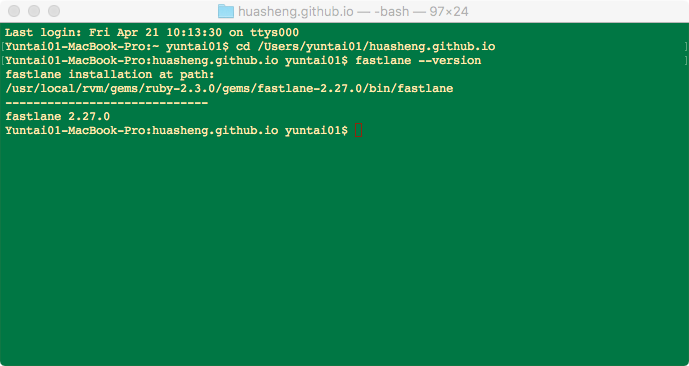 huasheng.github.io — -bash — 97×24
Last login: Fri Apr 21 10:13:30 on ttys000
[Yuntai01-MacBook-Pro:~ yuntai01$ cd /Users/yuntai01/huasheng.github.io ]
[Yuntai01-MacBook-Pro:huasheng.github.io yuntai01$ fastlane --version ]
fastlane installation at path:
/usr/local/rvm/gems/ruby-2.3.0/gems/fastlane-2.27.0/bin/fastlane
-----------------------------
fastlane 2.27.0
Yuntai01-MacBook-Pro:huasheng.github.io yuntai01$